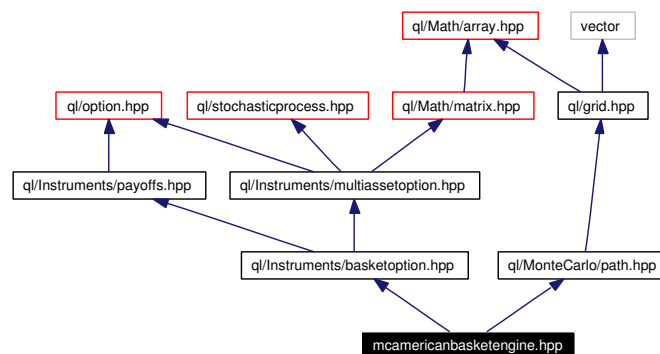 ql/Math/array.hpp
vector
ql/option.hpp
ql/stochasticprocess.hpp
ql/Math/matrix.hpp
ql/grid.hpp
ql/Instruments/payoffs.hpp
ql/Instruments/multiassetoption.hpp
ql/Instruments/basketoption.hpp
ql/MonteCarlo/path.hpp
mcamericanbasketengine.hpp